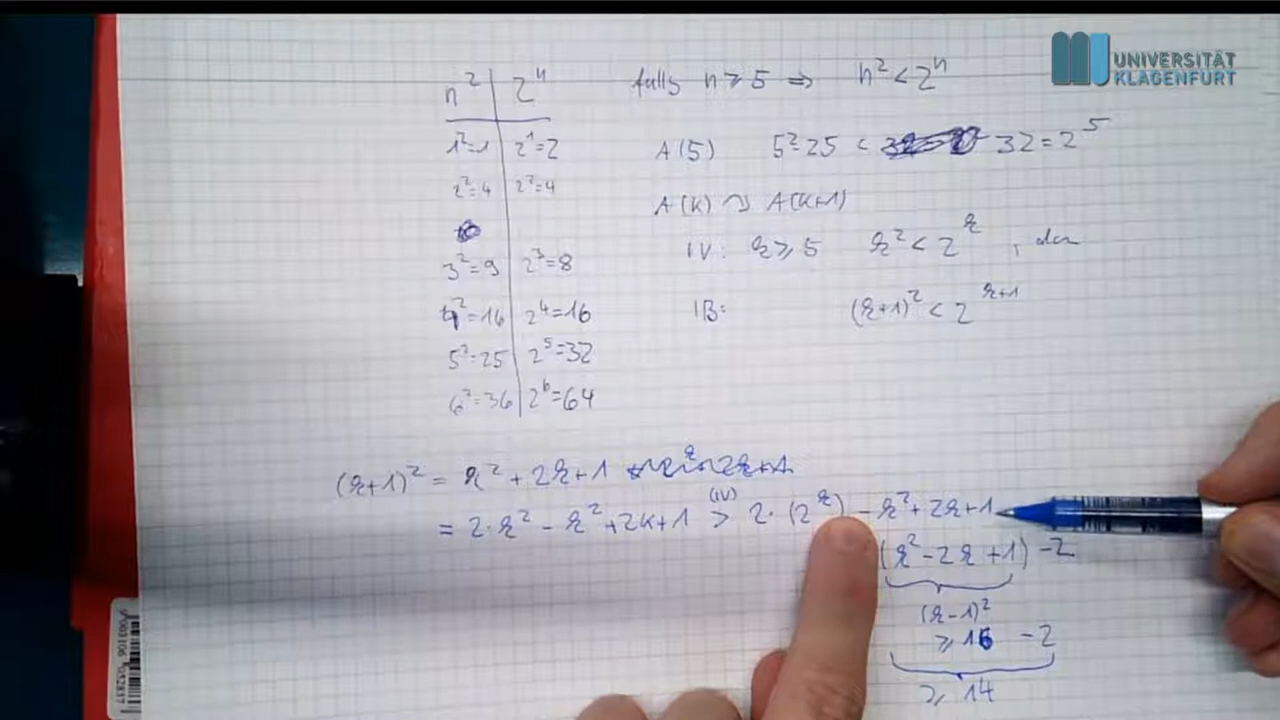 UNIVERSITÄT
KLAGENFURT
n² | 2ⁿ
1²=1 | 2¹=2
2²=4 | 2²=4
3²=9 | 2³=8
4²=16 | 2⁴=16
5²=25 | 2⁵=32
6²=36 | 2⁶=64
falls n ≥ 5 ⇒ n² < 2ⁿ
A(5) 5²=25 < 32 = 2⁵
A(k) ↝ A(k+1)
IV: k ≥ 5 k² < 2ᵏ ,
IB: (k+1)² < 2ᵏ⁺¹
(k+1)² = k² + 2k + 1
= 2·k² - k² + 2k + 1 > (IV) 2·(2ᵏ) - k² + 2k + 1
(k² - 2k + 1) - 2
(k-1)²
≥ 16 - 2
≥ 14